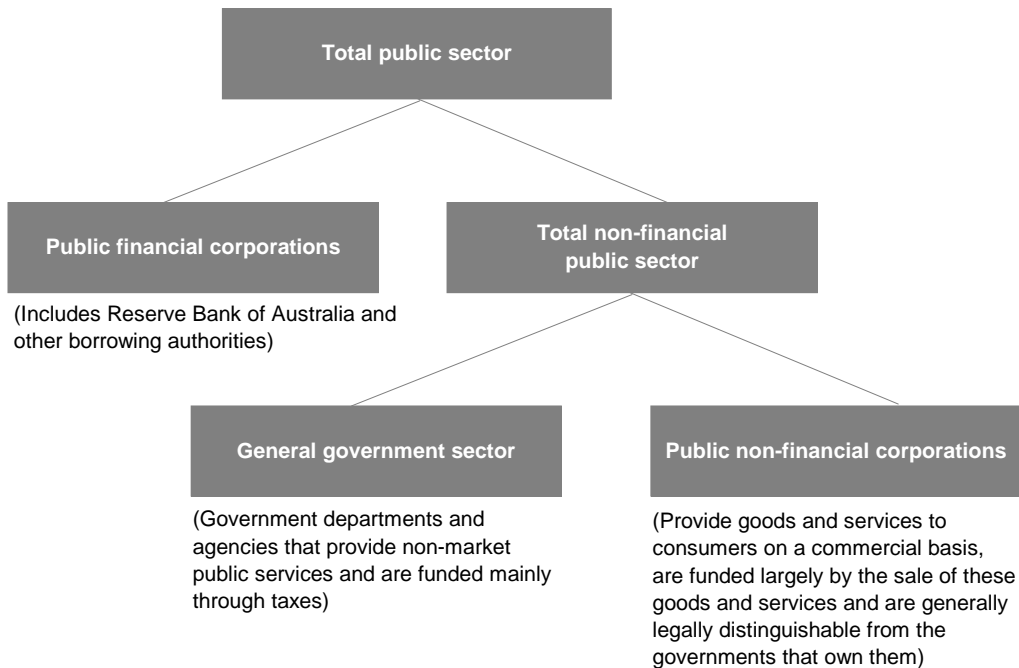 Total public sector
Public financial corporations
Total non-financial
public sector
(Includes Reserve Bank of Australia and
other borrowing authorities)
General government sector
Public non-financial corporations
(Government departments and
agencies that provide non-market
public services and are funded mainly
through taxes)
(Provide goods and services to
consumers on a commercial basis,
are funded largely by the sale of these
goods and services and are generally
legally distinguishable from the
governments that own them)